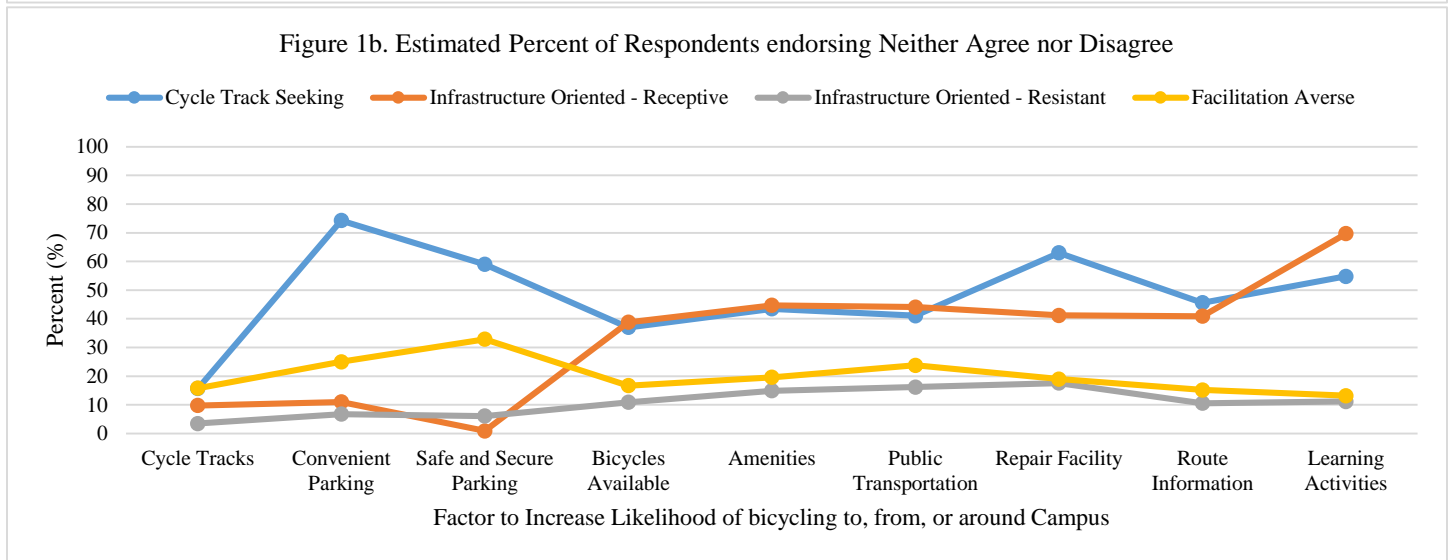 Figure 1b. Estimated Percent of Respondents endorsing Neither Agree nor Disagree
Cycle Track Seeking Infrastructure Oriented - Receptive Infrastructure Oriented - Resistant Facilitation Averse
100
90
80
70
60
50
40
30
20
10
0
Percent (%)
Cycle Tracks Convenient Safe and Secure Bicycles Amenities Public Repair Facility Route Learning
Parking Parking Available Transportation Information Activities
Factor to Increase Likelihood of bicycling to, from, or around Campus